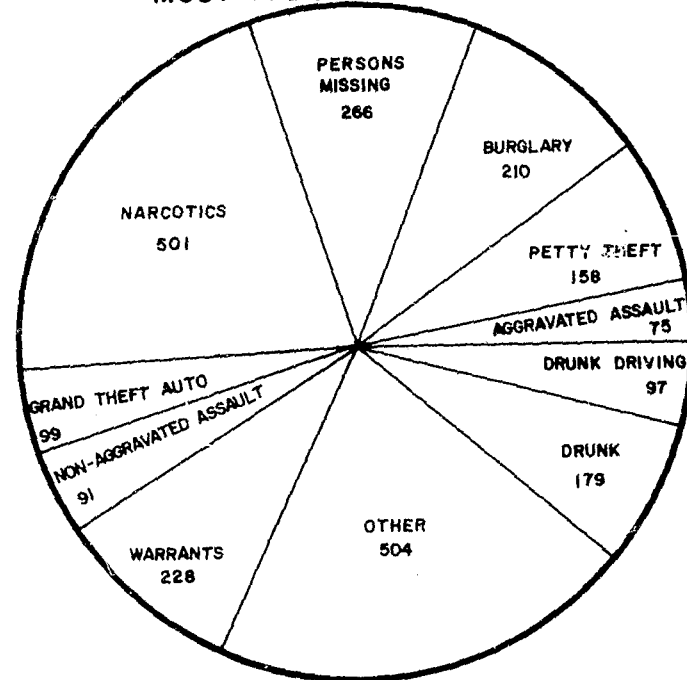 PERSONS
MISSING
266
BURGLARY
210
NARCOTICS
501
PETTY THEFT
158
AGGRAVATED ASSAULT
75
DRUNK DRIVING
97
GRAND THEFT AUTO
99
NON-AGGRAVATED ASSAULT
91
DRUNK
179
OTHER
504
WARRANTS
228